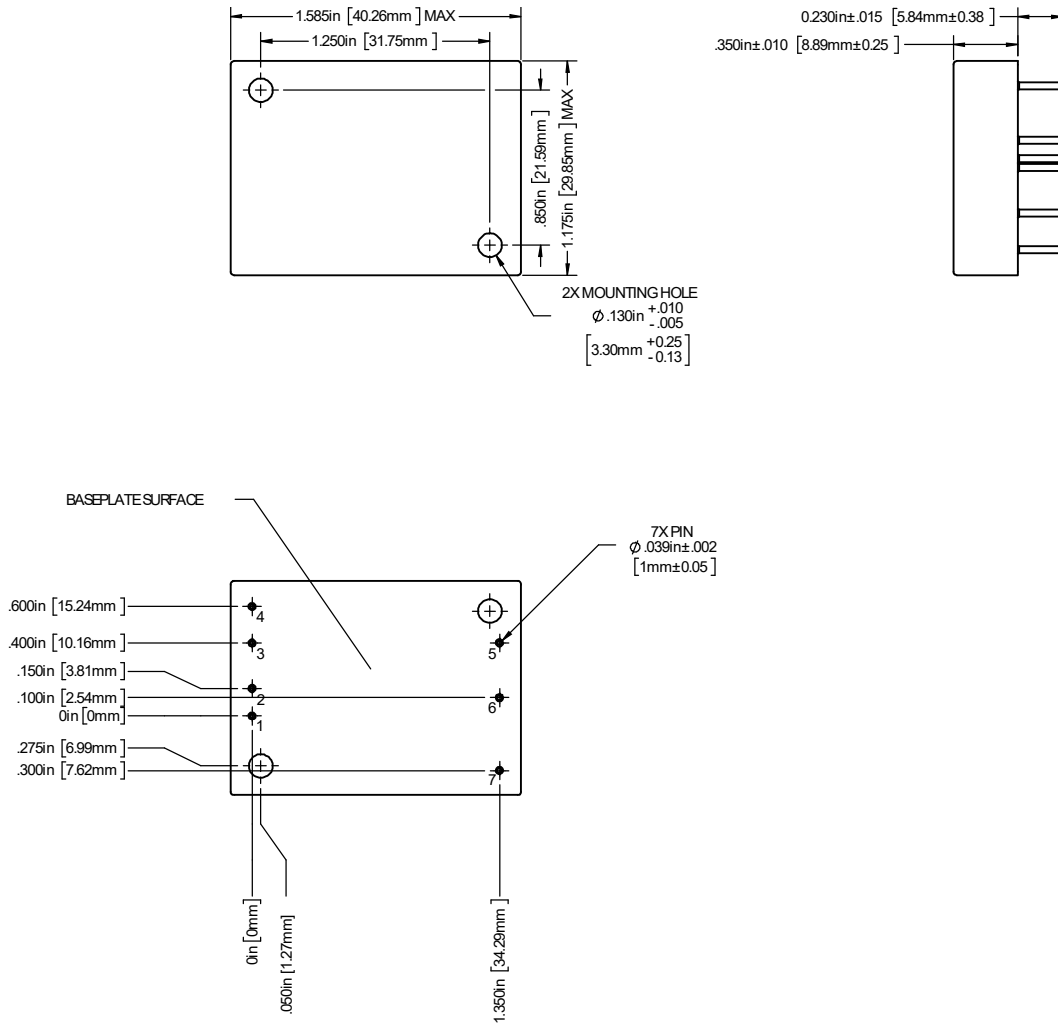 1.585in [40.26mm] MAX
1.250in [31.75mm]
.850in [21.59mm]
1.175in [29.85mm] MAX
0.230in±.015 [5.84mm±0.38]
.350in±.010 [8.89mm±0.25]
2X MOUNTING HOLE
Ø .130in +.010 -.005
[3.30mm +0.25 -0.13]
BASEPLATE SURFACE
7X PIN
Ø .039in±.002
[1mm±0.05]
.600in [15.24mm]
4
.400in [10.16mm]
3
5
.150in [3.81mm]
2
.100in [2.54mm]
6
0in [0mm]
1
.275in [6.99mm]
.300in [7.62mm]
7
0in [0mm]
.050in [1.27mm]
1.350in [34.29mm]